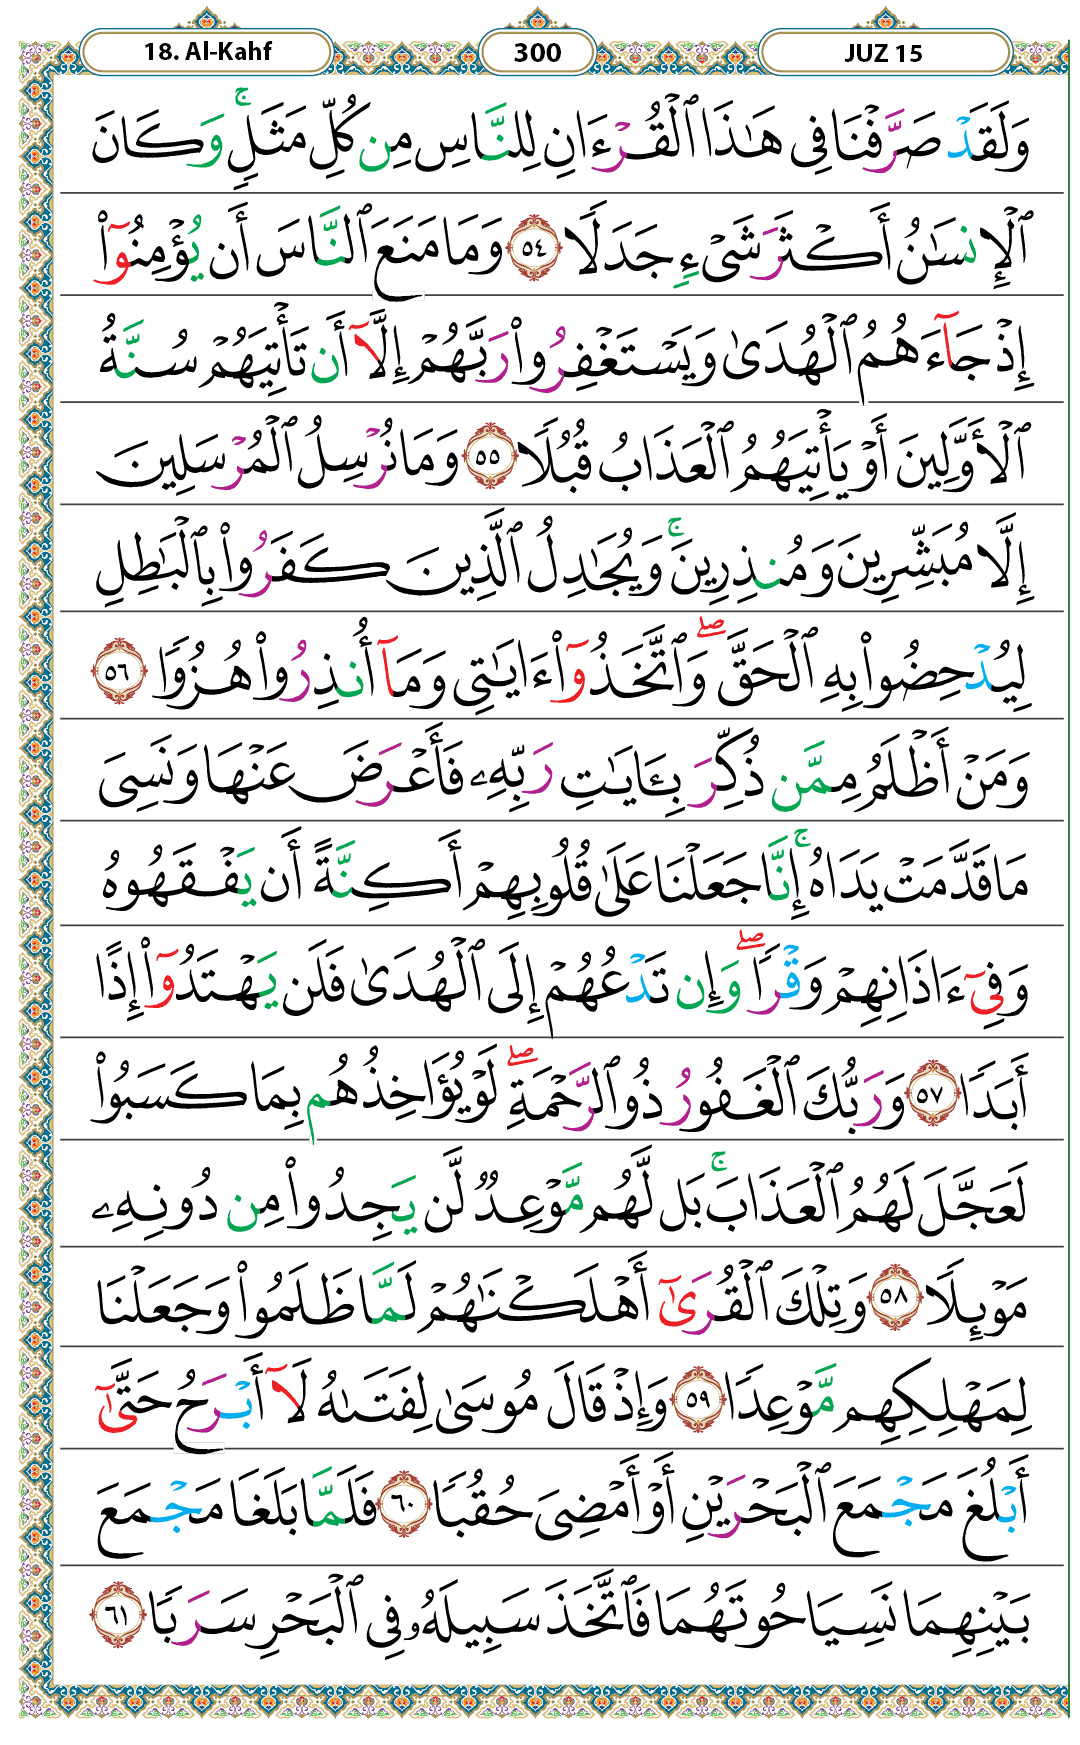 18. Al-Kahf
300
JUZ 15
وَلَقَدۡ صَرَّفۡنَا فِي هَٰذَا ٱلۡقُرۡءَانِ لِلنَّاسِ مِن كُلِّ مَثَلٖۚ وَكَانَ
ٱلۡإِنسَٰنُ أَكۡثَرَ شَيۡءٖ جَدَلٗا ٥٤ وَمَا مَنَعَ ٱلنَّاسَ أَن يُؤۡمِنُوٓاْ
إِذۡ جَآءَهُمُ ٱلۡهُدَىٰ وَيَسۡتَغۡفِرُواْ رَبَّهُمۡ إِلَّآ أَن تَأۡتِيَهُمۡ سُنَّةُ
ٱلۡأَوَّلِينَ أَوۡ يَأۡتِيَهُمُ ٱلۡعَذَابُ قُبُلٗا ٥٥ وَمَا نُرۡسِلُ ٱلۡمُرۡسَلِينَ
إِلَّا مُبَشِّرِينَ وَمُنذِرِينَۚ وَيُجَٰدِلُ ٱلَّذِينَ كَفَرُواْ بِٱلۡبَٰطِلِ
لِيُدۡحِضُواْ بِهِ ٱلۡحَقَّۖ وَٱتَّخَذُوٓاْ ءَايَٰتِي وَمَآ أُنذِرُواْ هُزُوٗا ٥٦
وَمَنۡ أَظۡلَمُ مِمَّن ذُكِّرَ بِـَٔايَٰتِ رَبِّهِۦ فَأَعۡرَضَ عَنۡهَا وَنَسِيَ
مَا قَدَّمَتۡ يَدَاهُۚ إِنَّا جَعَلۡنَا عَلَىٰ قُلُوبِهِمۡ أَكِنَّةً أَن يَفۡقَهُوهُ
وَفِيٓ ءَاذَانِهِمۡ وَقۡرٗاۖ وَإِن تَدۡعُهُمۡ إِلَى ٱلۡهُدَىٰ فَلَن يَهۡتَدُوٓاْ إِذًا
أَبَدٗا ٥٧ وَرَبُّكَ ٱلۡغَفُورُ ذُو ٱلرَّحۡمَةِۖ لَوۡ يُؤَاخِذُهُم بِمَا كَسَبُواْ
لَعَجَّلَ لَهُمُ ٱلۡعَذَابَۚ بَل لَّهُم مَّوۡعِدٞ لَّن يَجِدُواْ مِن دُونِهِۦ
مَوۡئِلٗا ٥٨ وَتِلۡكَ ٱلۡقُرَىٰٓ أَهۡلَكۡنَٰهُمۡ لَمَّا ظَلَمُواْ وَجَعَلۡنَا
لِمَهۡلِكِهِم مَّوۡعِدٗا ٥٩ وَإِذۡ قَالَ مُوسَىٰ لِفَتَىٰهُ لَآ أَبۡرَحُ حَتَّىٰٓ
أَبۡلُغَ مَجۡمَعَ ٱلۡبَحۡرَيۡنِ أَوۡ أَمۡضِيَ حُقُبٗا ٦٠ فَلَمَّا بَلَغَا مَجۡمَعَ
بَيۡنِهِمَا نَسِيَا حُوتَهُمَا فَٱتَّخَذَ سَبِيلَهُۥ فِي ٱلۡبَحۡرِ سَرَبٗا ٦١